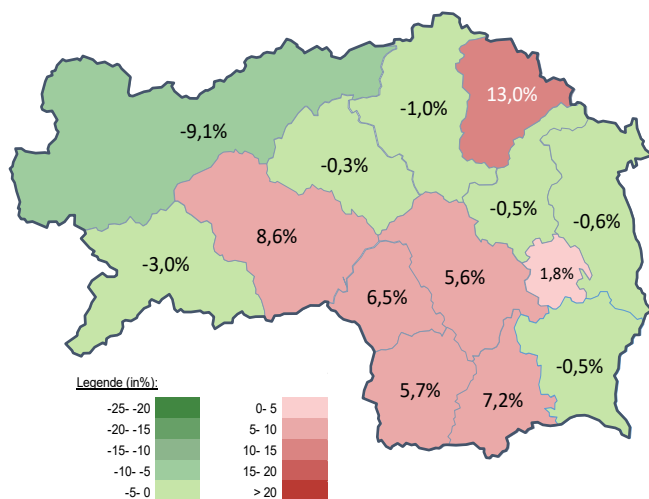 13,0%
-1,0%
-9,1%
-0,3%
-0,5%
-0,6%
8,6%
-3,0%
5,6%
1,8%
6,5%
-0,5%
5,7%
7,2%
Legende (in%):
-25- -20 0- 5
-20- -15 5- 10
-15- -10 10- 15
-10- -5 15- 20
-5- 0 > 20